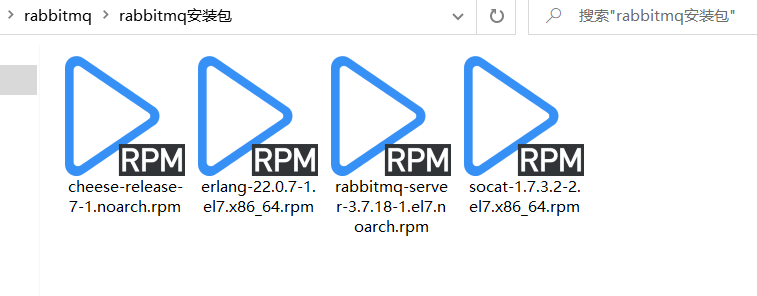 rabbitmq > rabbitmq安装包
搜索"rabbitmq安装包"
RPM
RPM
RPM
RPM
cheese-release-
7-1.noarch.rpm
erlang-22.0.7-1.
el7.x86_64.rpm
rabbitmq-serve
r-3.7.18-1.el7.n
oarch.rpm
socat-1.7.3.2-2.
el7.x86_64.rpm